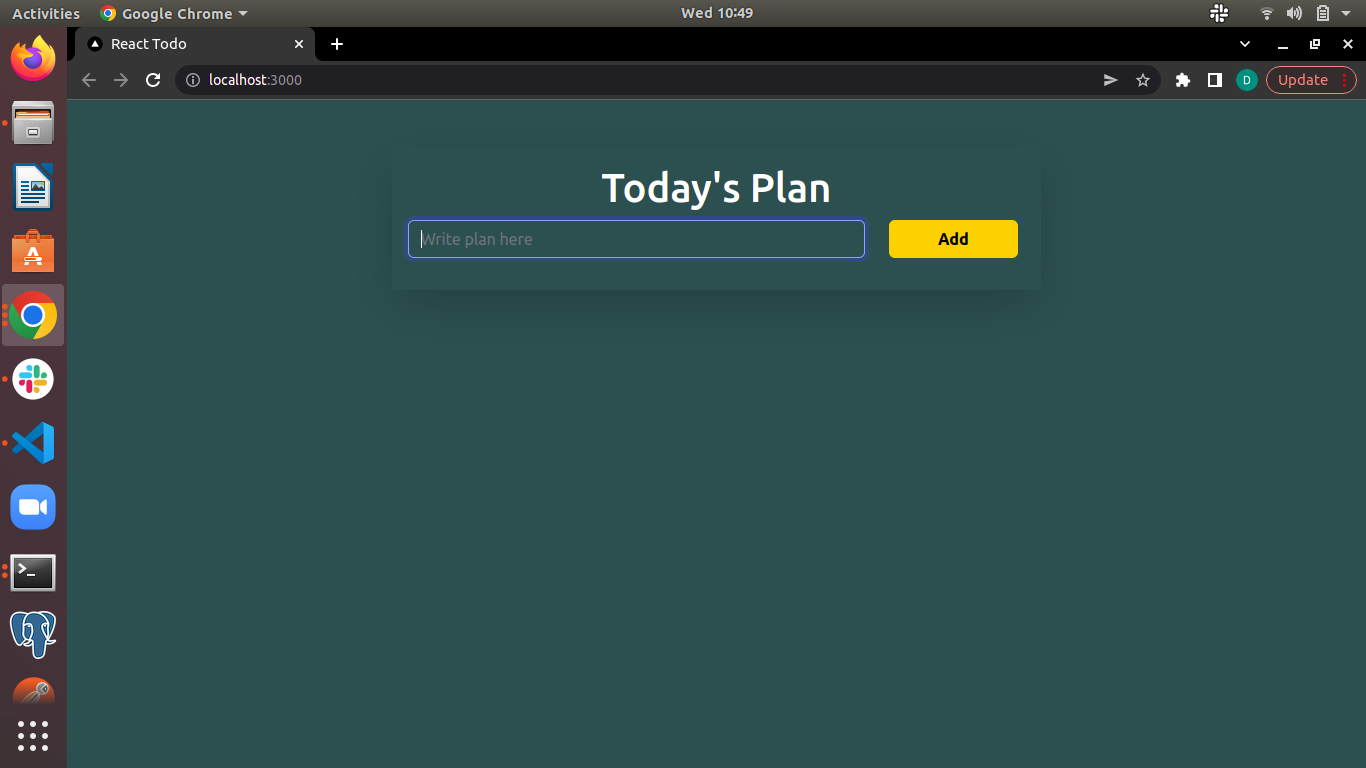 Activities Google Chrome Wed 10:49
React Todo
localhost:3000 D Update
Today's Plan
Write plan here Add